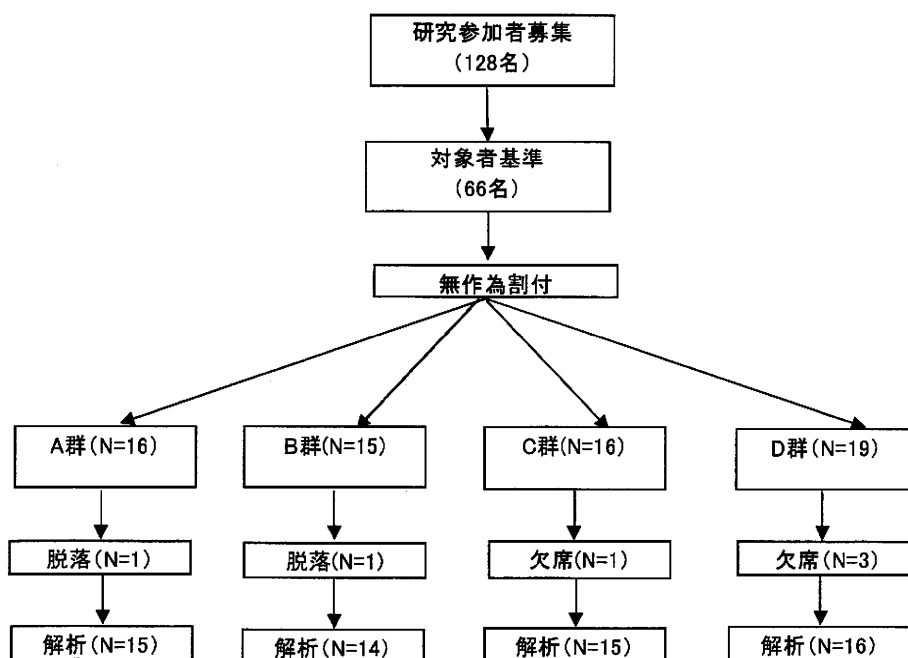 研究参加者募集
(128名)
対象者基準
(66名)
無作為割付
A群(N=16)
B群(N=15)
C群(N=16)
D群(N=19)
脱落(N=1)
脱落(N=1)
欠席(N=1)
欠席(N=3)
解析(N=15)
解析(N=14)
解析(N=15)
解析(N=16)